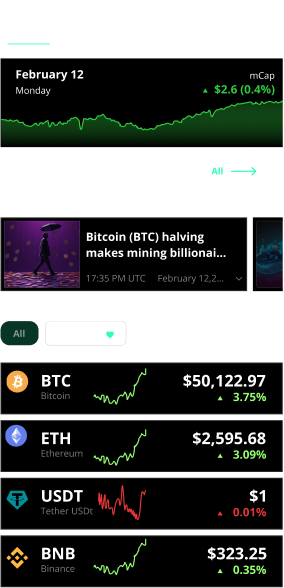 February 12
mCap
Monday
$2.6 (0.4%)
All
Bitcoin (BTC) halving
makes mining billionai...
17:35 PM UTC February 12,2...
All
BTC
$50,122.97
Bitcoin
3.75%
ETH
$2,595.68
Ethereum
3.09%
USDT
$1
Tether USDt
0.01%
BNB
$323.25
Binance
0.35%